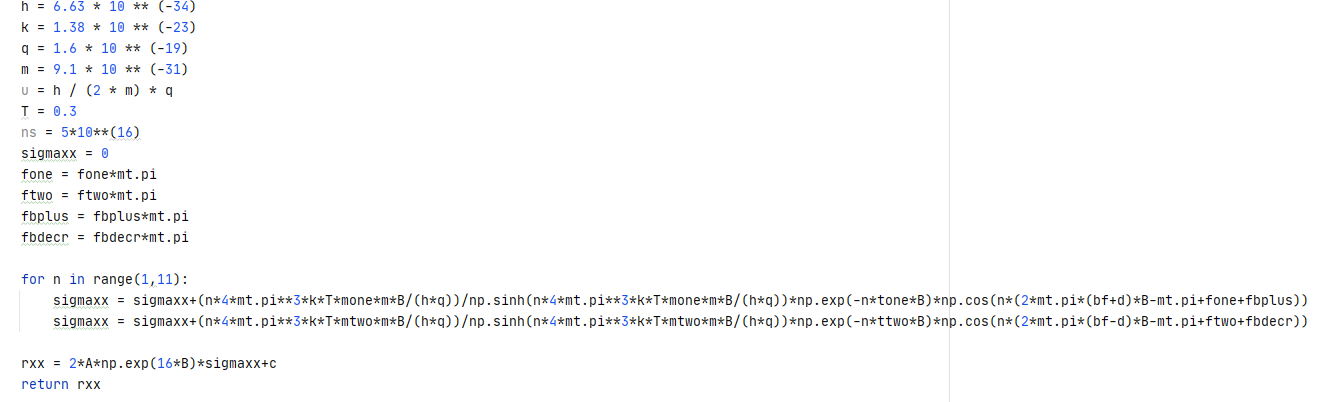 h = 6.63 * 10 ** (-34)
k = 1.38 * 10 ** (-23)
q = 1.6 * 10 ** (-19)
m = 9.1 * 10 ** (-31)
u = h / (2 * m) * q
T = 0.3
ns = 5*10**(16)
sigmaxx = 0
fone = fone*mt.pi
ftwo = ftwo*mt.pi
fbplus = fbplus*mt.pi
fbdecr = fbdecr*mt.pi

for n in range(1,11):
    sigmaxx = sigmaxx+(n*4*mt.pi**3*k*T*mone*m*B/(h*q))/np.sinh(n*4*mt.pi**3*k*T*mone*m*B/(h*q))*np.exp(-n*tone*B)*np.cos(n*(2*mt.pi*(bf+d)*B-mt.pi+fone+fbplus))
    sigmaxx = sigmaxx+(n*4*mt.pi**3*k*T*mtwo*m*B/(h*q))/np.sinh(n*4*mt.pi**3*k*T*mtwo*m*B/(h*q))*np.exp(-n*ttwo*B)*np.cos(n*(2*mt.pi*(bf-d)*B-mt.pi+ftwo+fbdecr))

rxx = 2*A*np.exp(16*B)*sigmaxx+c
return rxx